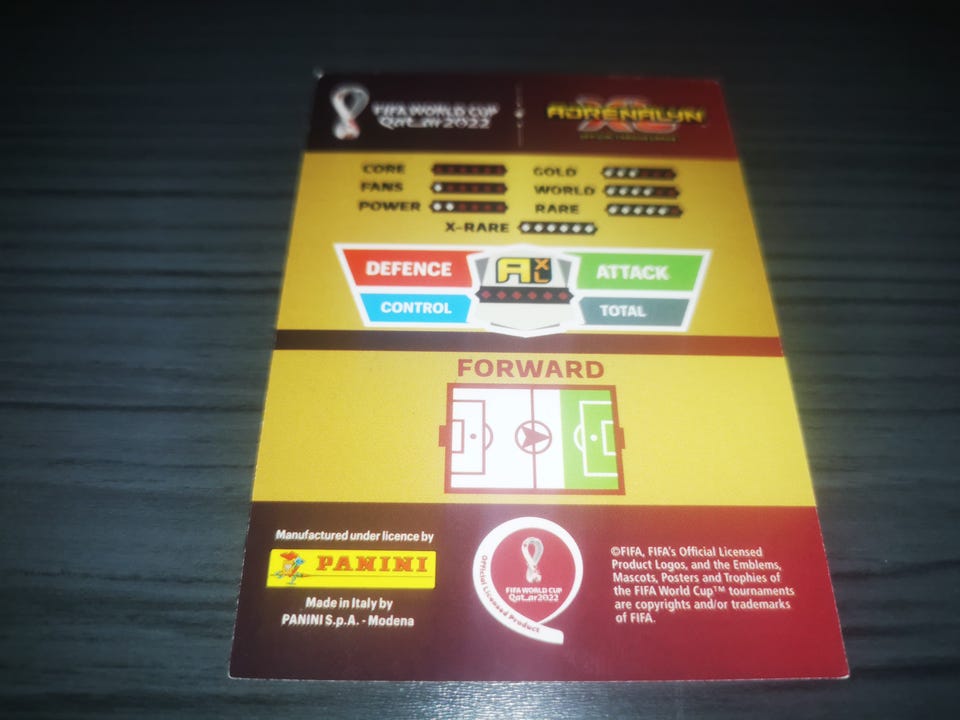 FIFA WORLD CUP
Qatar2022
ADRENALYN
XL
CORE
GOLD
FANS
WORLD
POWER
RARE
X-RARE
DEFENCE
AXL
ATTACK
CONTROL
TOTAL
FORWARD
Manufactured under licence by
PANINI
Made in Italy by
PANINI S.p.A. - Modena
FIFA WORLD CUP
Qatar2022
Official Licensed Product
©FIFA, FIFA's Official Licensed
Product Logos, and the Emblems,
Mascots, Posters and Trophies of
the FIFA World Cup™ tournaments
are copyrights and/or trademarks
of FIFA.